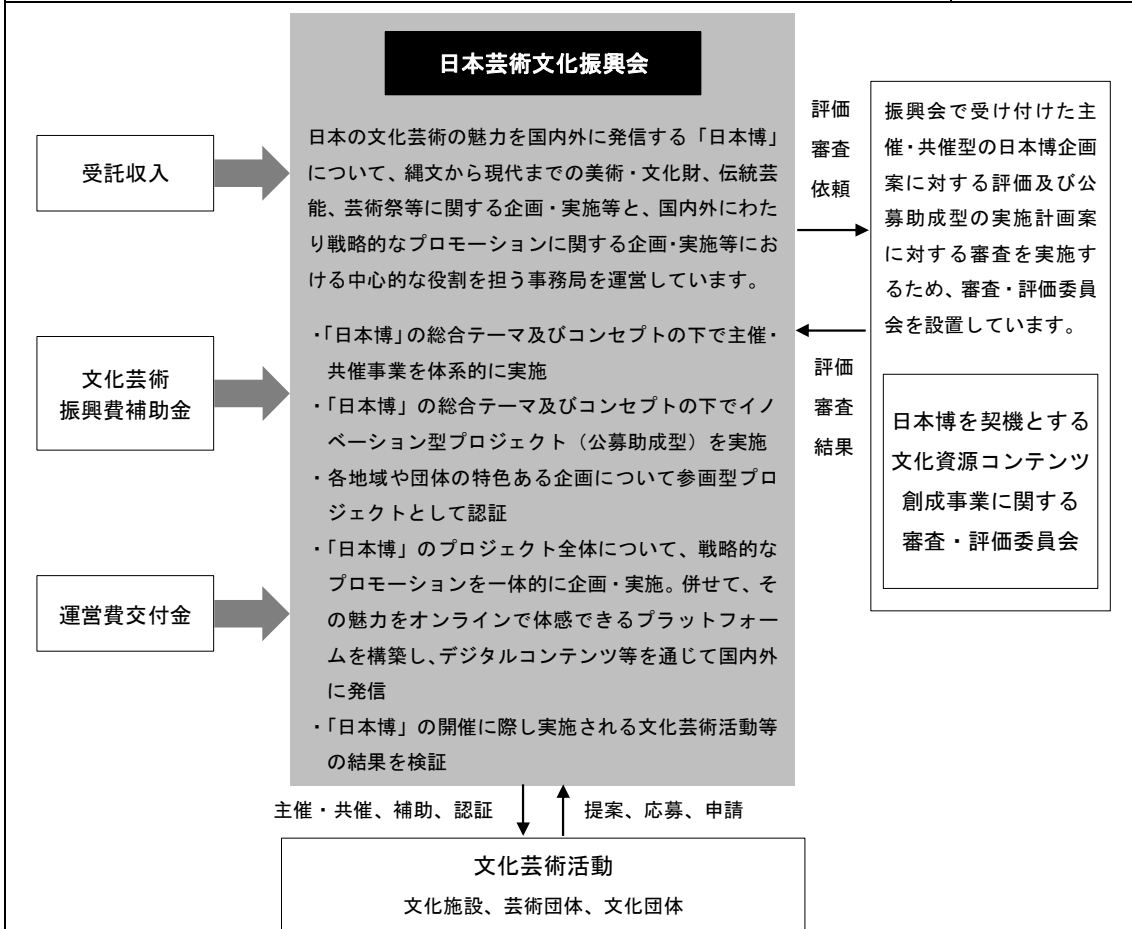 日本芸術文化振興会
日本の文化芸術の魅力を国内外に発信する「日本博」
について、縄文から現代までの美術・文化財、伝統芸
能、芸術祭等に関する企画・実施等と、国内外にわた
り戦略的なプロモーションに関する企画・実施等にお
ける中心的な役割を担う事務局を運営しています。
・「日本博」の総合テーマ及びコンセプトの下で主催・
共催事業を体系的に実施
・「日本博」の総合テーマ及びコンセプトの下でイノ
ベーション型プロジェクト（公募助成型）を実施
・各地域や団体の特色ある企画について参画型プロ
ジェクトとして認証
・「日本博」のプロジェクト全体について、戦略的な
プロモーションを一体的に企画・実施。併せて、そ
の魅力をオンラインで体感できるプラットフォー
ムを構築し、デジタルコンテンツ等を通じて国内外
に発信
・「日本博」の開催に際し実施される文化芸術活動等
の結果を検証
受託収入
文化芸術
振興費補助金
運営費交付金
評価
審査
依頼
評価
審査
結果
振興会で受け付けた主
催・共催型の日本博企画
案に対する評価及び公
募助成型の実施計画案
に対する審査を実施す
るため、審査・評価委員
会を設置しています。
日本博を契機とする
文化資源コンテンツ
創成事業に関する
審査・評価委員会
主催・共催、補助、認証
提案、応募、申請
文化芸術活動
文化施設、芸術団体、文化団体